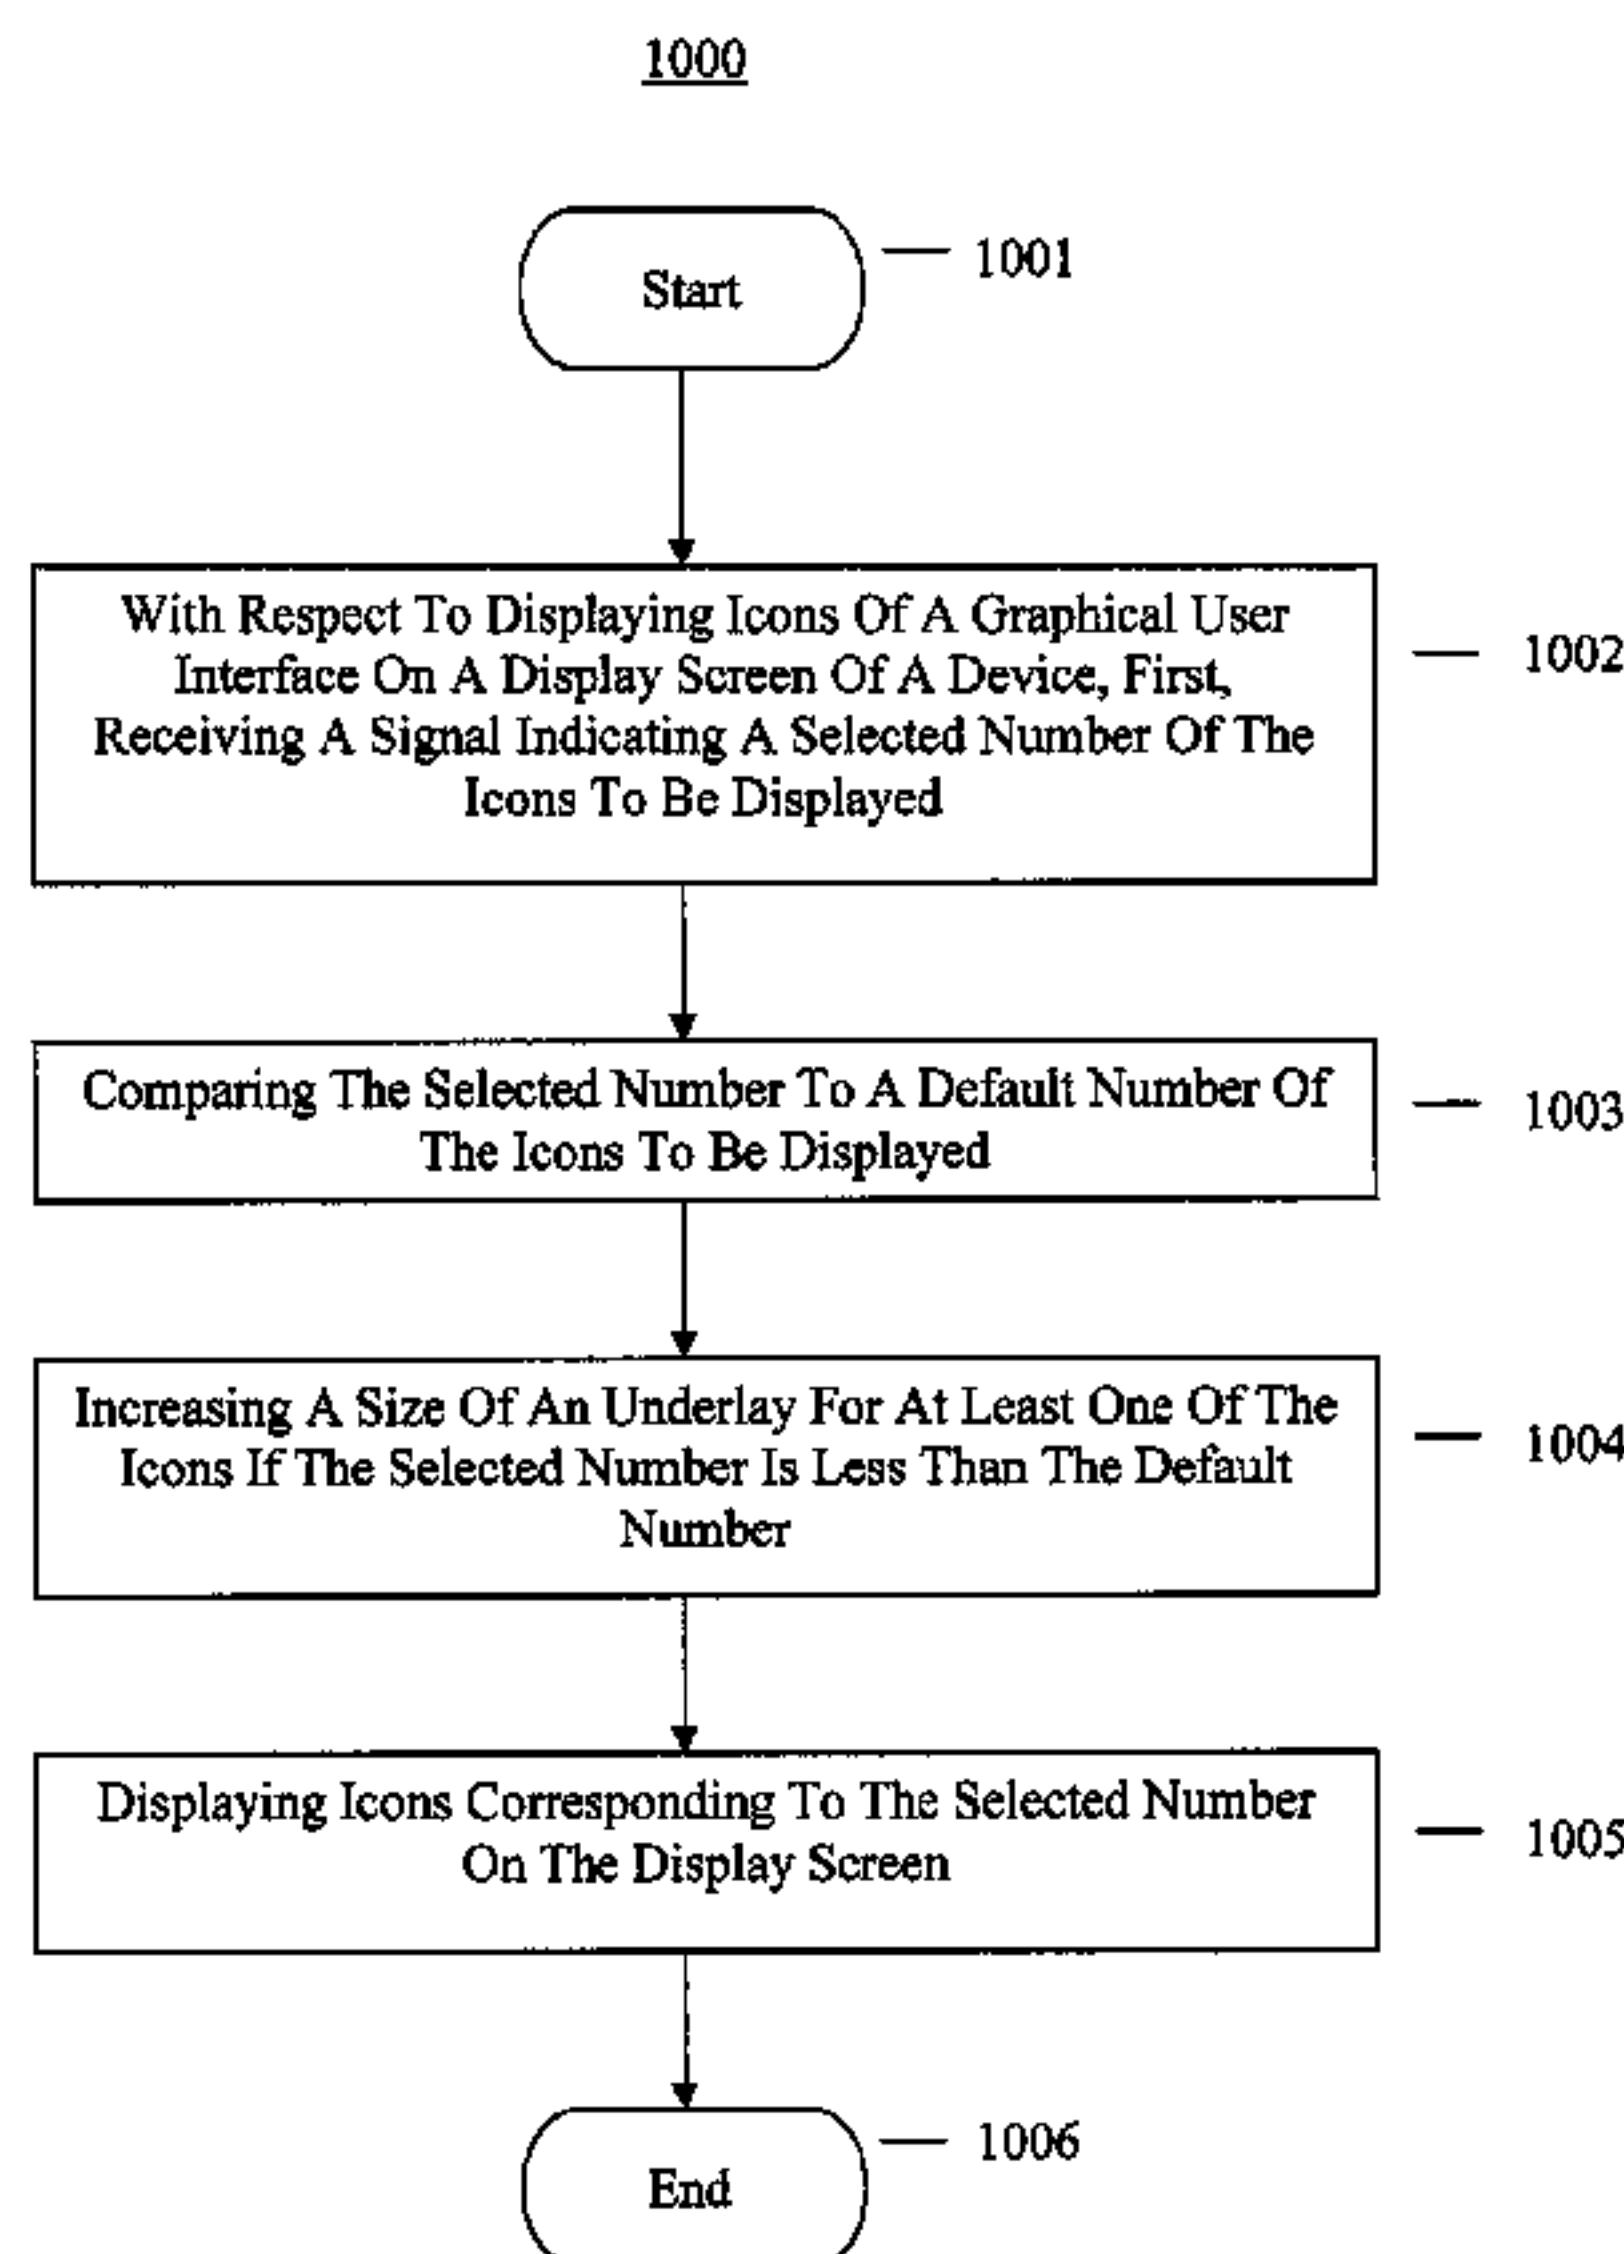 1000
Start
1001
With Respect To Displaying Icons Of A Graphical User
Interface On A Display Screen Of A Device, First,
Receiving A Signal Indicating A Selected Number Of The
Icons To Be Displayed
1002
Comparing The Selected Number To A Default Number Of
The Icons To Be Displayed
1003
Increasing A Size Of An Underlay For At Least One Of The
Icons If The Selected Number Is Less Than The Default
Number
1004
Displaying Icons Corresponding To The Selected Number
On The Display Screen
1005
End
1006